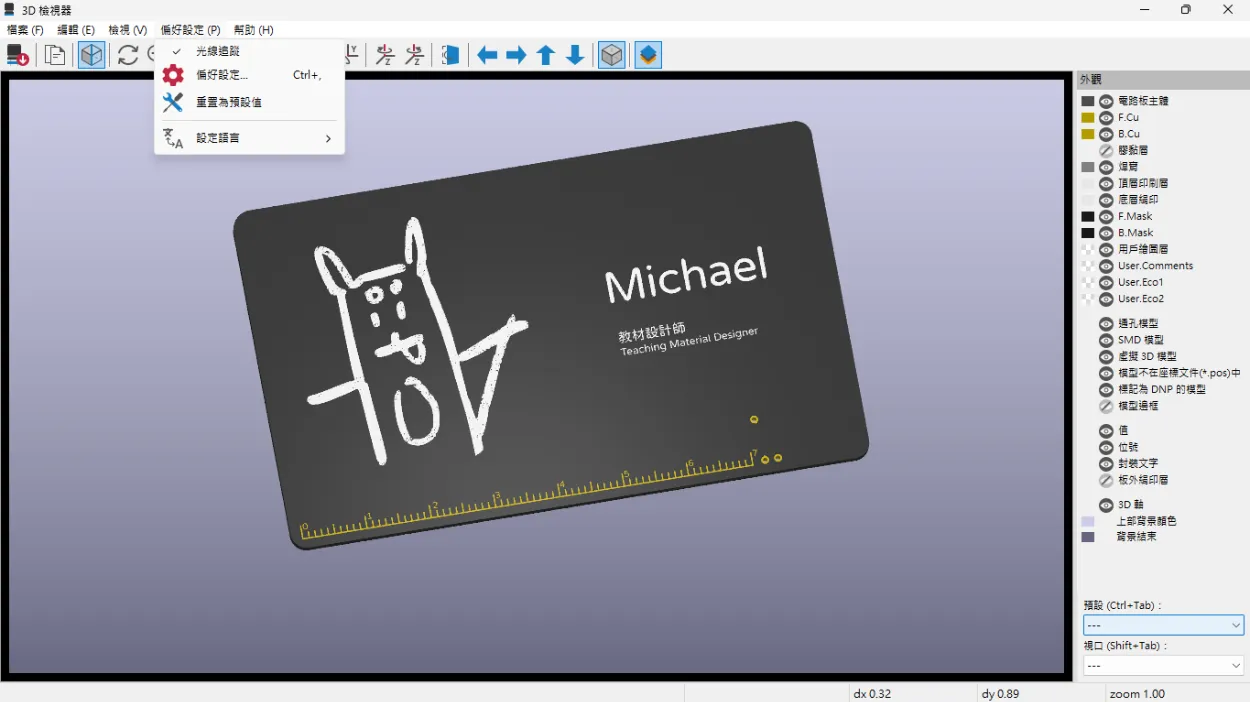 3D 檢視器
檔案 (F) 編輯 (E) 檢視 (V) 偏好設定 (P) 幫助 (H)
光線追蹤
偏好設定... Ctrl+,
重置為預設值
設定語言
Michael
教材設計師
Teaching Material Designer
0 1 2 3 4 5 6 7
外觀
電路板主體
F.Cu
B.Cu
膠黏層
焊膏
頂層印刷層
底層編印
F.Mask
B.Mask
用戶繪圖層
User.Comments
User.Eco1
User.Eco2
通孔模型
SMD 模型
虛擬 3D 模型
模型不在座標文件(*.pos)中
標記為 DNP 的模型
模型邊框
值
位號
封裝文字
板外編印層
3D 軸
上部背景顏色
背景結束
預設 (Ctrl+Tab) :
---
視口 (Shift+Tab) :
---
dx 0.32 dy 0.89 zoom 1.00